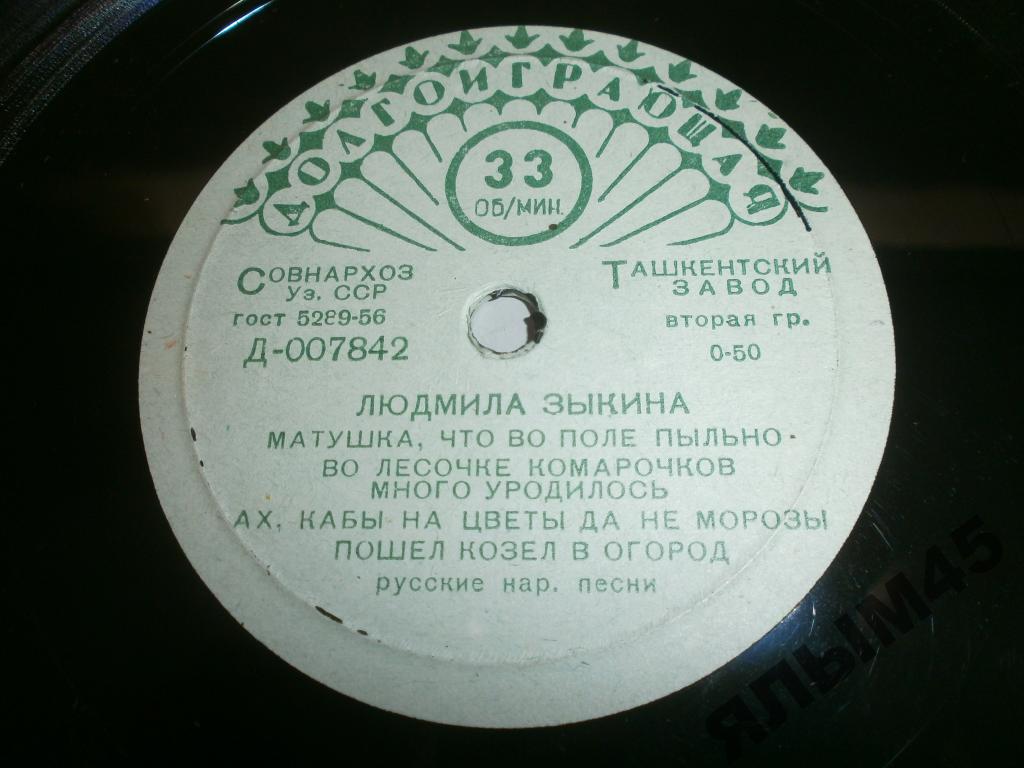 ДОЛГОИГРАЮЩАЯ
33
ОБ/МИН.
СОВНАРХОЗ
Уз. ССР
ГОСТ 5289-56
Д-007842
ТАШКЕНТСКИЙ
ЗАВОД
вторая гр.
0-50
ЛЮДМИЛА ЗЫКИНА
МАТУШКА, ЧТО ВО ПОЛЕ ПЫЛЬНО
ВО ЛЕСОЧКЕ КОМАРОЧКОВ
МНОГО УРОДИЛОСЬ
АХ, КАБЫ НА ЦВЕТЫ ДА НЕ МОРОЗЫ
ПОШЕЛ КОЗЕЛ В ОГОРОД
русские нар. песни
ЯЛЫМ45